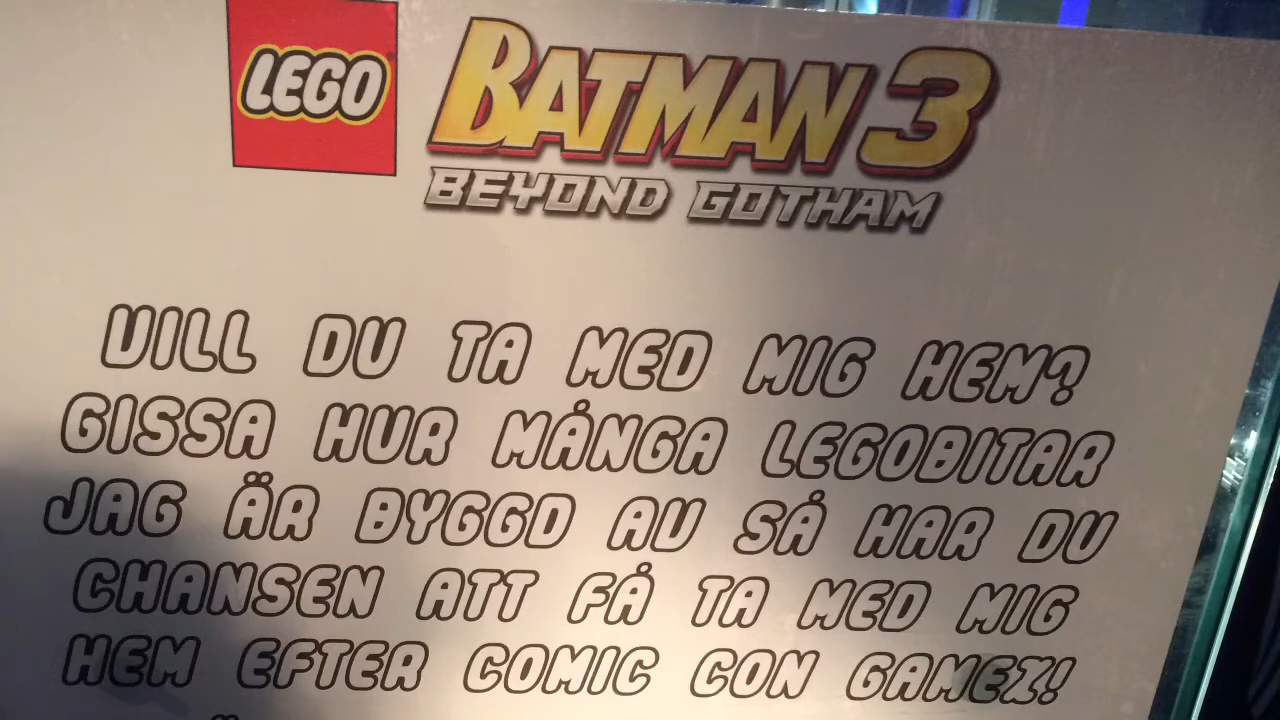 LEGO
BATMAN 3
BEYOND GOTHAM
VILL DU TA MED MIG HEM?
GISSA HUR MÅNGA LEGOBITAR
JAG ÄR BYGGD AV SÅ HAR DU
CHANSEN ATT FÅ TA MED MIG
HEM EFTER COMIC CON GAMEX!